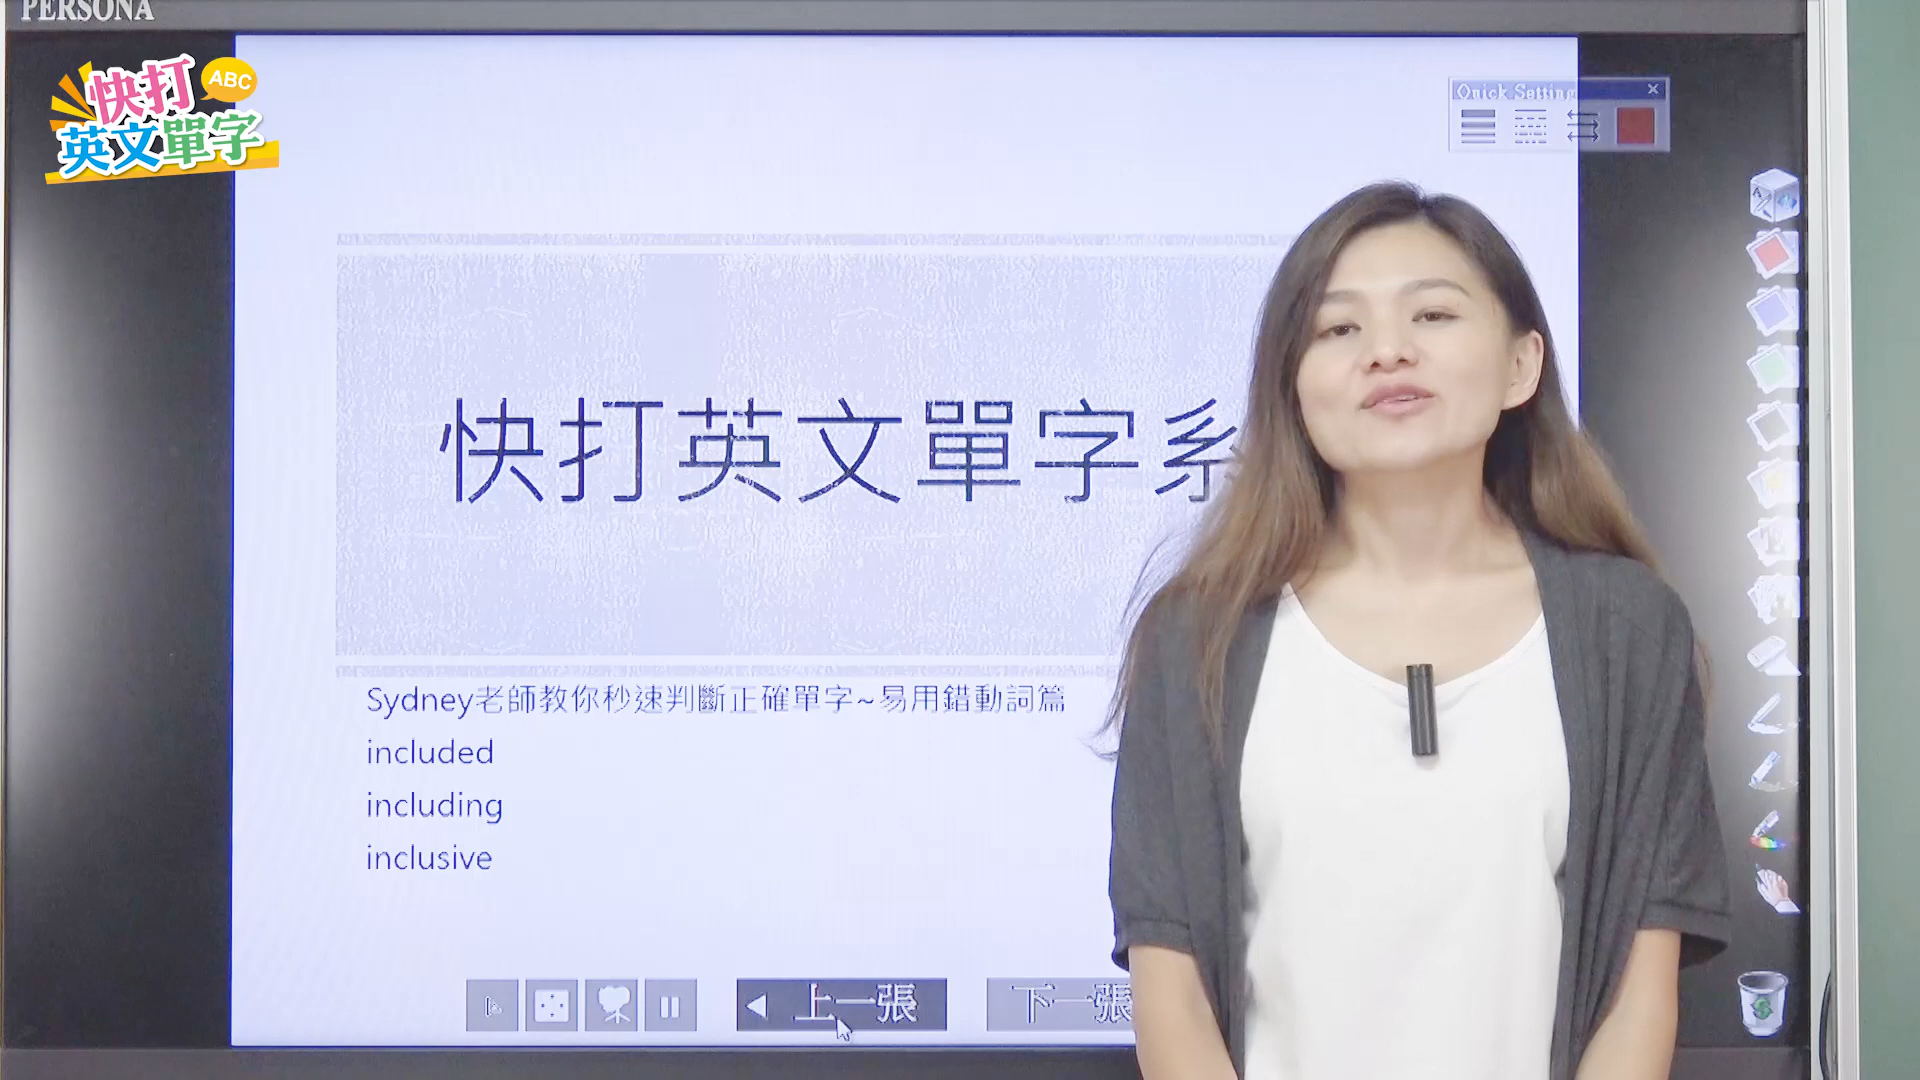 PERSONA
快打
ABC
英文單字
Quick Setting
快打英文單字系
Sydney老師教你秒速判斷正確單字~易用錯動詞篇
included
including
inclusive
上一張
下一張